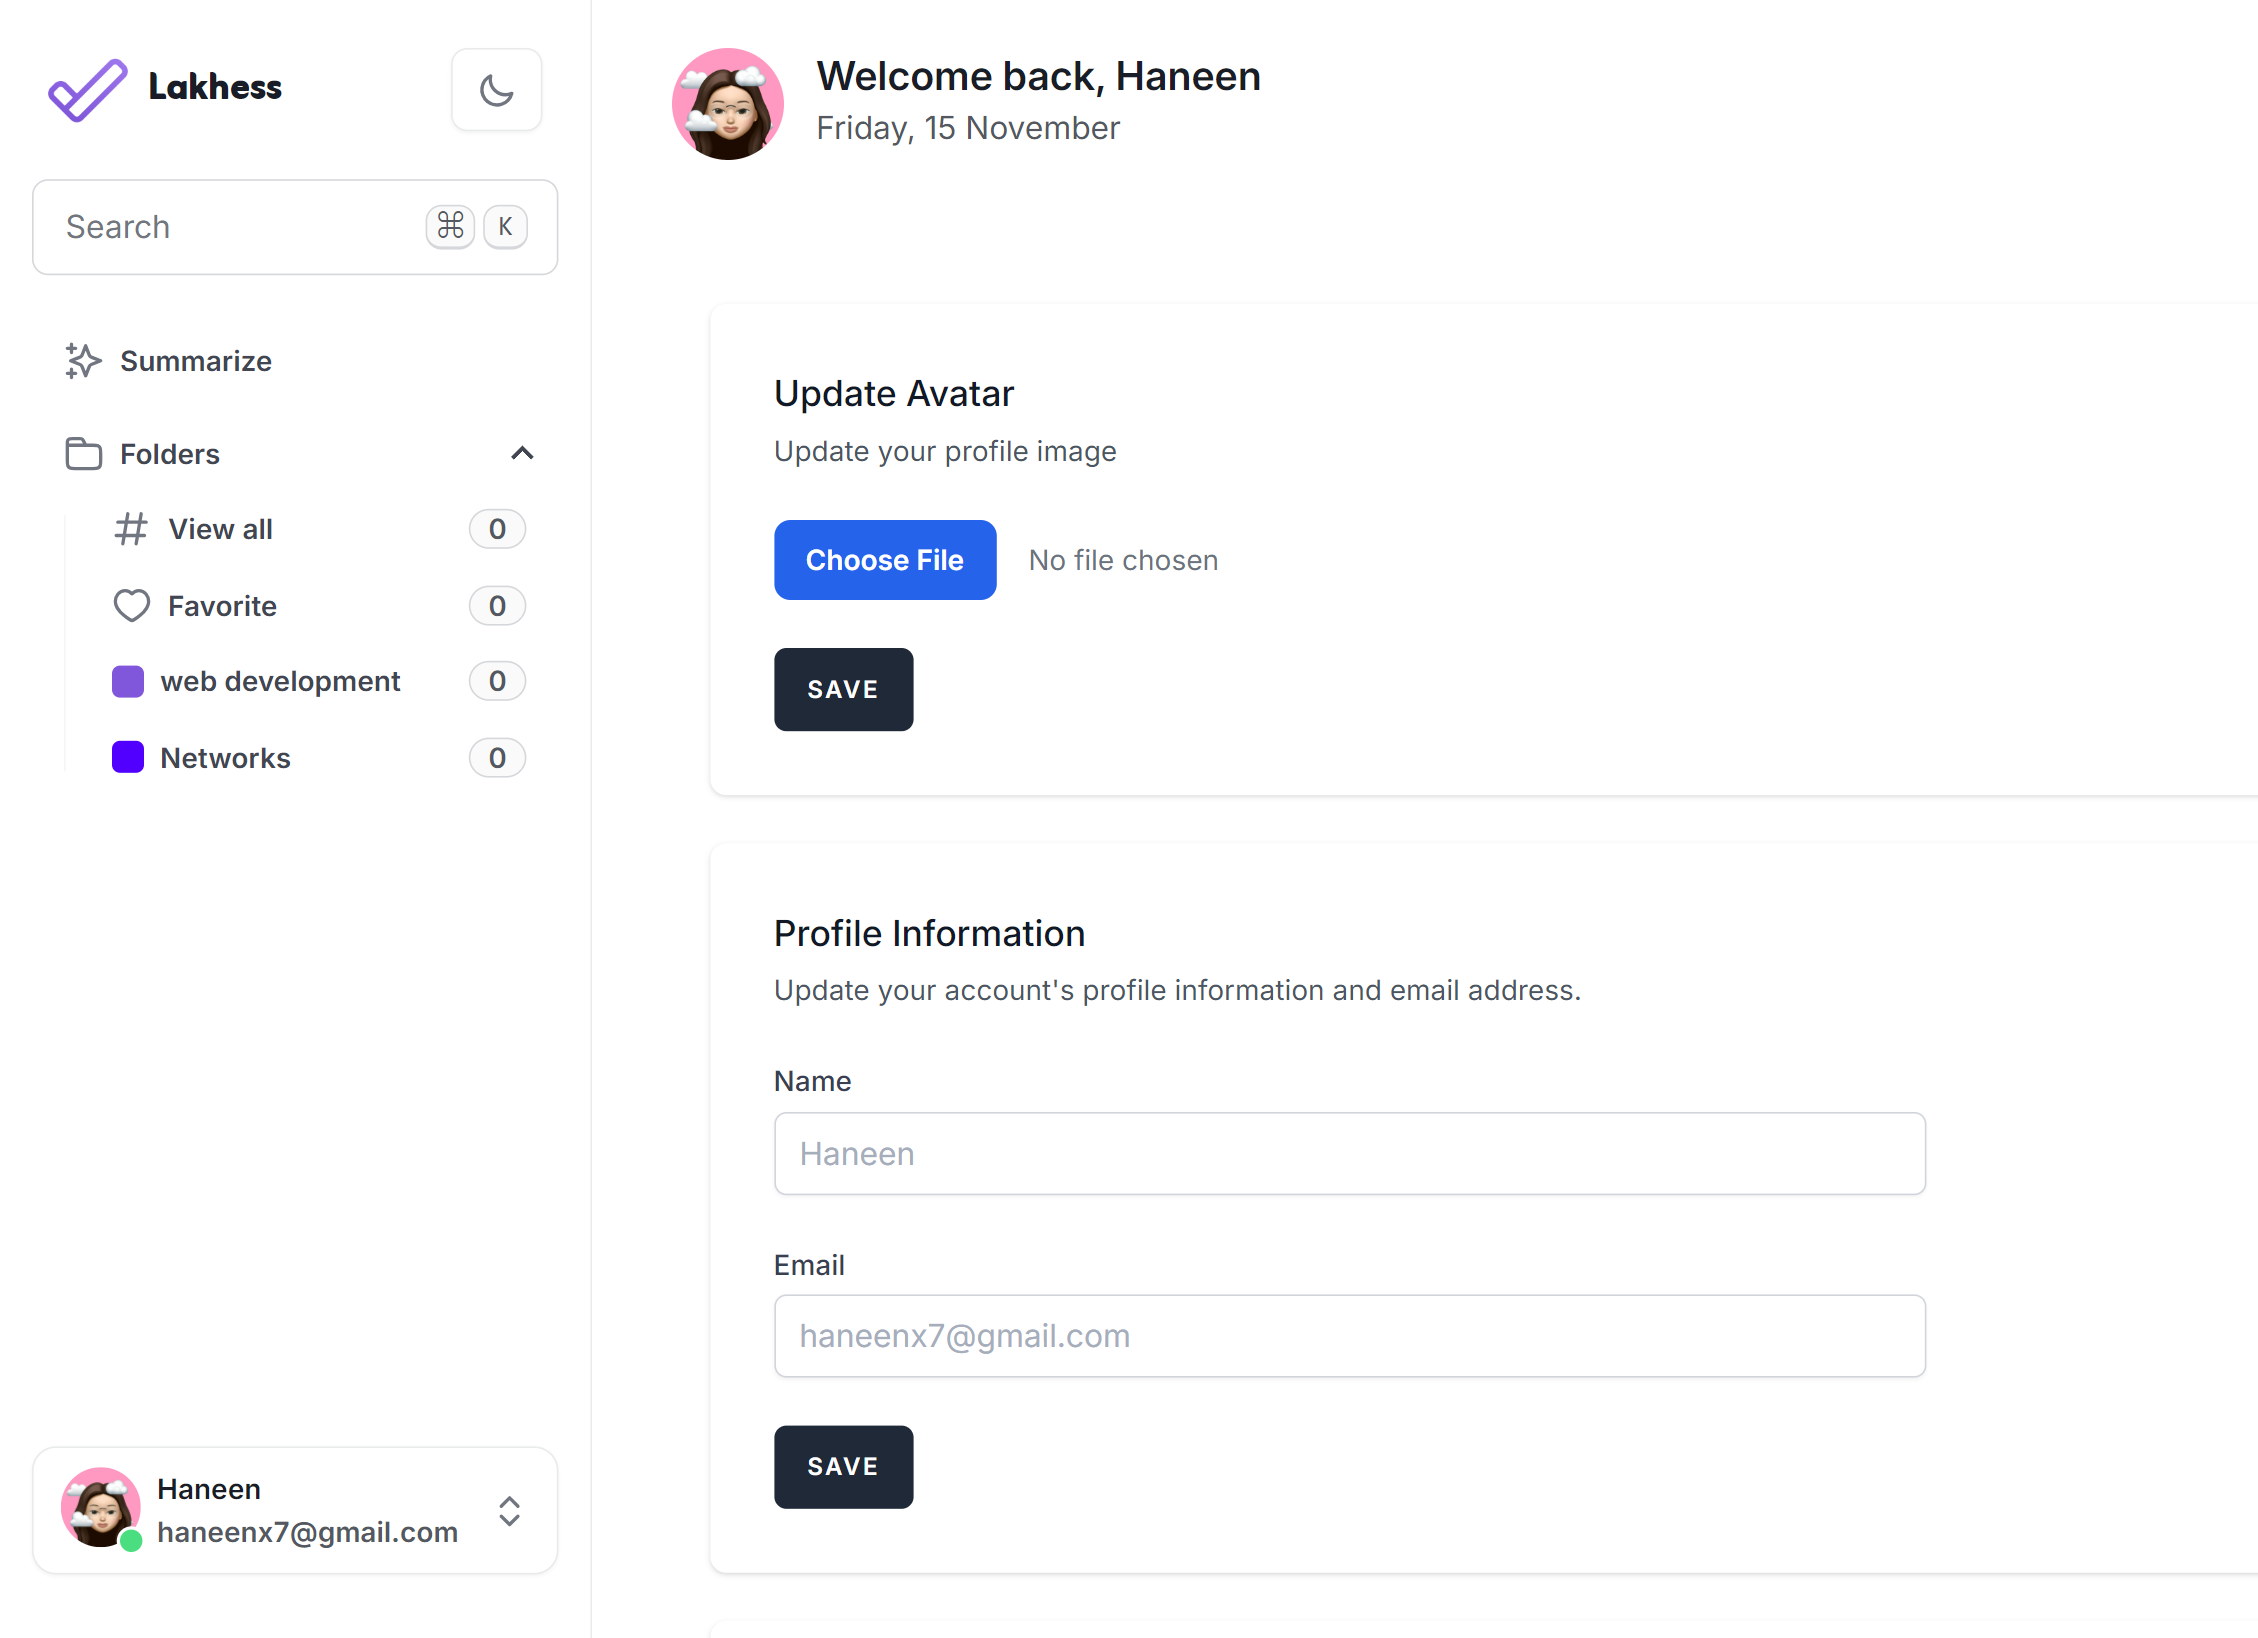 Lakhess
Search ⌘ K
Summarize
Folders
View all 0
Favorite 0
web development 0
Networks 0
Haneen
haneenx7@gmail.com
Welcome back, Haneen
Friday, 15 November
Update Avatar
Update your profile image
Choose File No file chosen
SAVE
Profile Information
Update your account's profile information and email address.
Name
Haneen
Email
haneenx7@gmail.com
SAVE